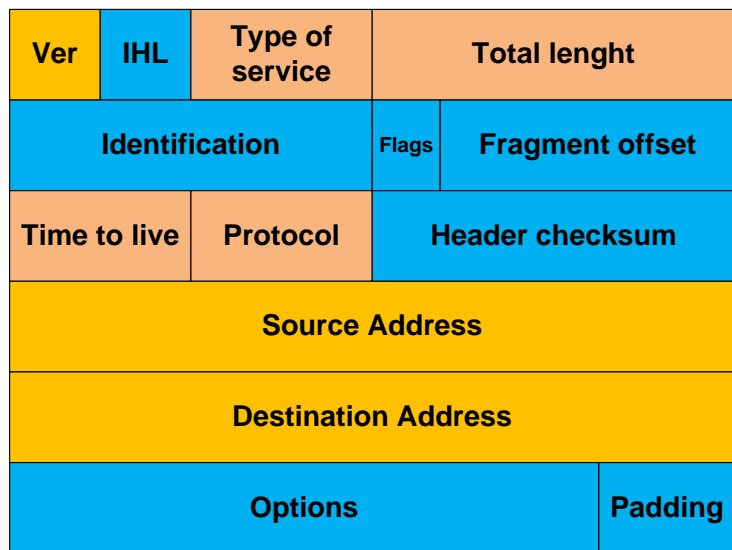 Ver IHL Type of service Total lenght
Identification Flags Fragment offset
Time to live Protocol Header checksum
Source Address
Destination Address
Options Padding